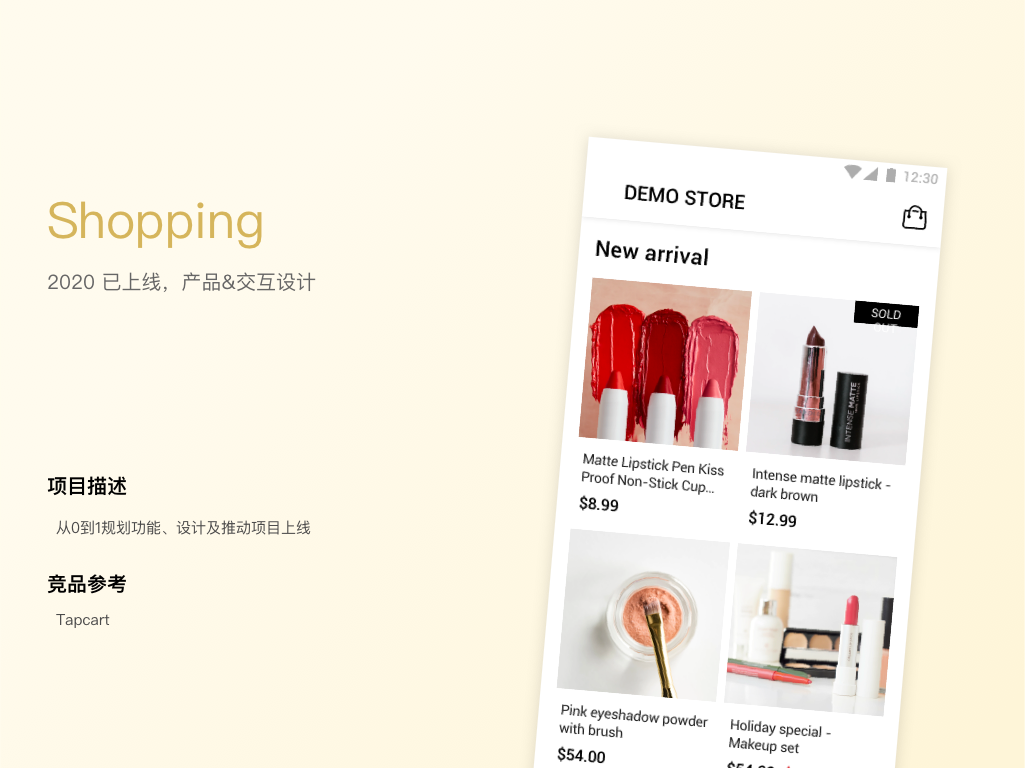 Shopping
2020 已上线，产品&交互设计
项目描述
从0到1规划功能、设计及推动项目上线
竞品参考
Tapcart
12:30
DEMO STORE
New arrival
SOLD
INTENSE MATTE
Matte Lipstick Pen Kiss
Proof Non-Stick Cup...
$8.99
Intense matte lipstick -
dark brown
$12.99
Pink eyeshadow powder
with brush
$54.00
Holiday special -
Makeup set